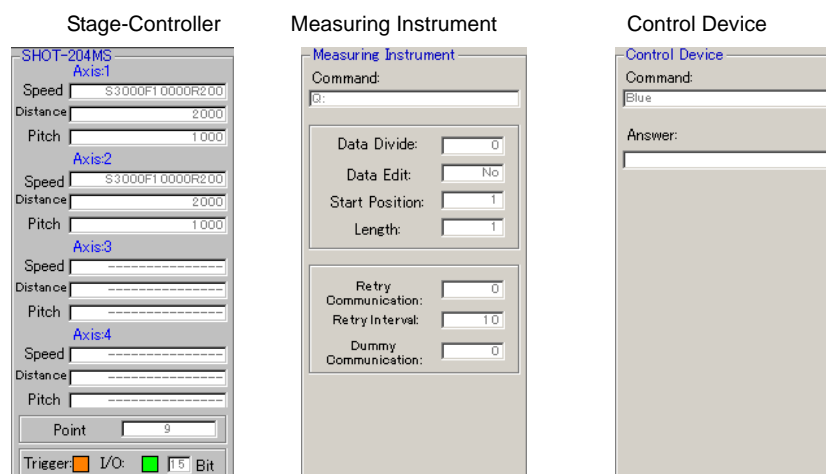 Stage-Controller
SHOT-204MS
Axis:1
Speed S3000F10000R200
Distance 2000
Pitch 1000
Axis:2
Speed S3000F10000R200
Distance 2000
Pitch 1000
Axis:3
Speed ---------------
Distance ---------------
Pitch ---------------
Axis:4
Speed ---------------
Distance ---------------
Pitch ---------------
Point 9
Trigger: I/O: 15 Bit
Measuring Instrument
Measuring Instrument
Command:
Q:
Data Divide: 0
Data Edit: No
Start Position: 1
Length: 1
Retry
Communication: 0
Retry Interval: 10
Dummy
Communication: 0
Control Device
Control Device
Command:
Blue
Answer: